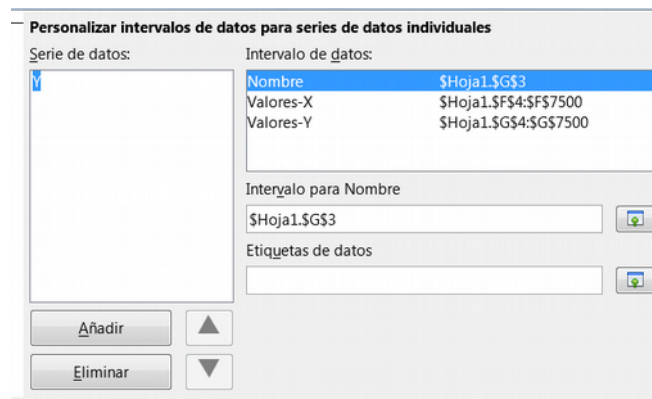 Personalizar intervalos de datos para series de datos individuales
Serie de datos:
Y
Intervalo de datos:
Nombre $Hoja1.$G$3
Valores-X $Hoja1.$F$4:$F$7500
Valores-Y $Hoja1.$G$4:$G$7500
Intervalo para Nombre
$Hoja1.$G$3
Etiquetas de datos
Añadir
Eliminar